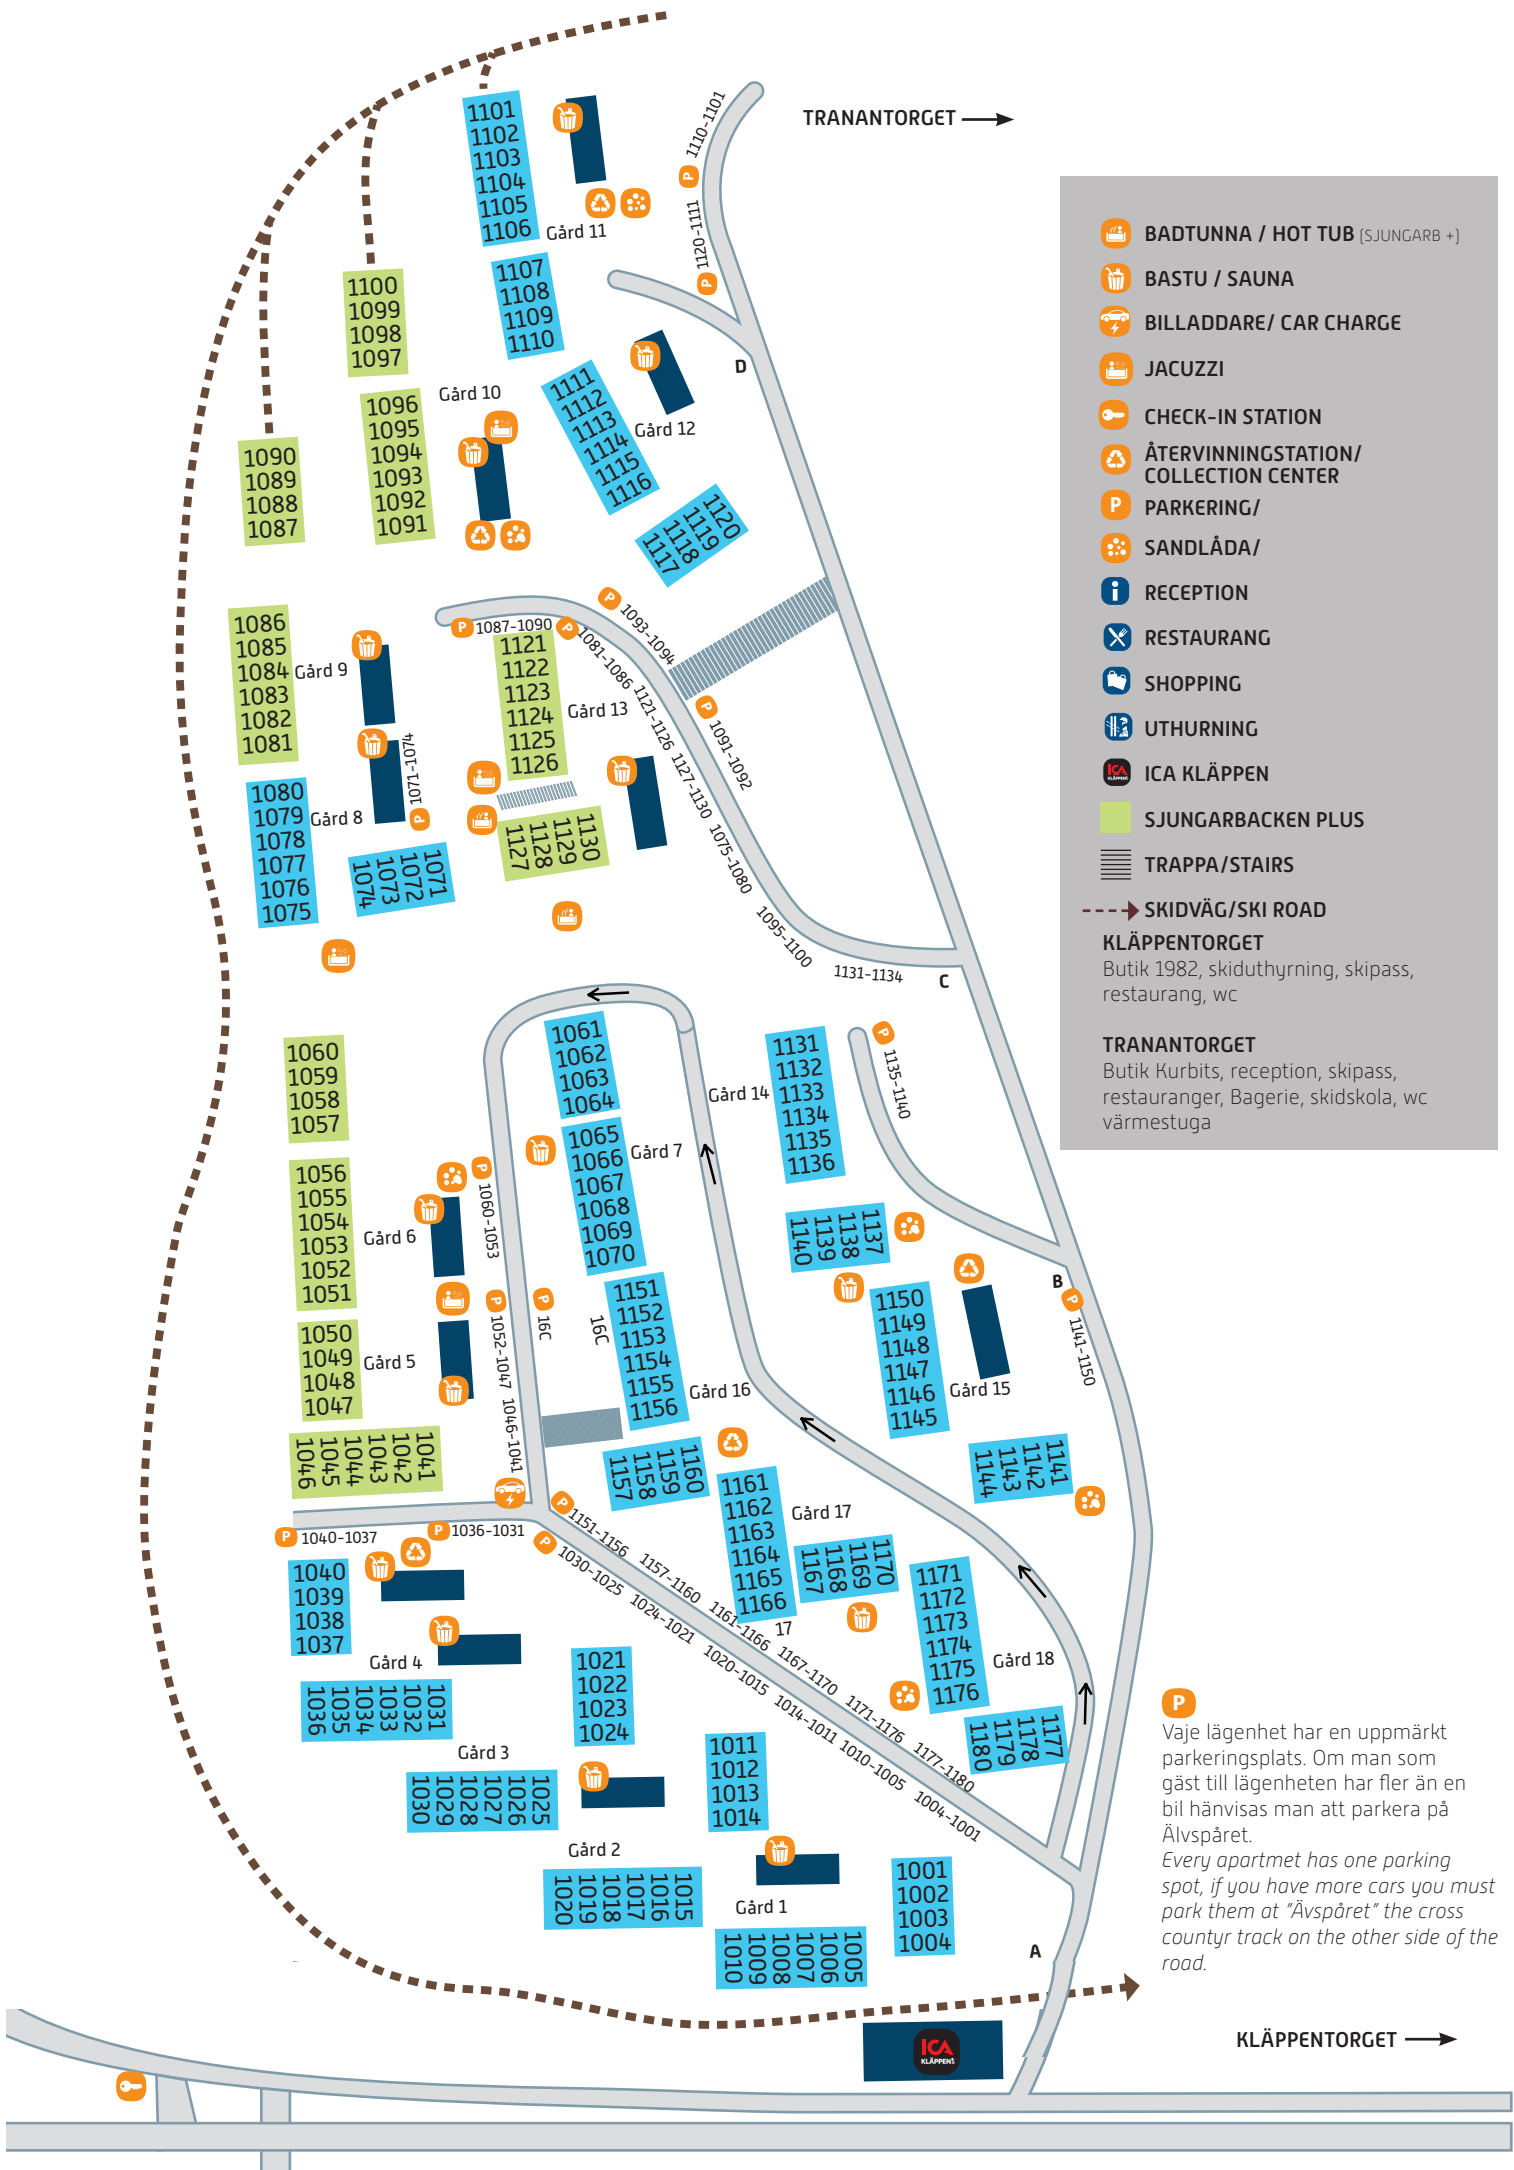 TRANANTORGET
1110-1101
1120-1111
D
1101
1102
1103
1104
1105
1106
Gård 11
1107
1108
1109
1110
1100
1099
1098
1097
Gård 10
1096
1095
1094
1093
1092
1091
1111
1112
1113
1114
1115
1116
Gård 12
1117
1118
1119
1120
1090
1089
1088
1087
P
1087-1090
P
1081-1086
1121-1126
1127-1130
1075-1080
1095-1100
1131-1134
P
1093-1094
P
1091-1092
C
1086
1085
1084
1083
1082
1081
Gård 9
1121
1122
1123
1124
1125
1126
Gård 13
1071-1074
P
1080
1079
1078
1077
1076
1075
Gård 8
1074
1073
1072
1071
1127
1128
1129
1130
1061
1062
1063
1064
1065
1066
1067
1068
1069
1070
Gård 7
Gård 14
1131
1132
1133
1134
1135
1136
P
1135-1140
1140
1139
1138
1137
1060
1059
1058
1057
1056
1055
1054
1053
1052
1051
Gård 6
P
1060-1053
P
1052-1047
1046-1041
P
16C
16C
1050
1049
1048
1047
Gård 5
1046
1045
1044
1043
1042
1041
1151
1152
1153
1154
1155
1156
Gård 16
1157
1158
1159
1160
B
P
1141-1150
1150
1149
1148
1147
1146
1145
Gård 15
1144
1143
1142
1141
1161
1162
1163
1164
1165
1166
17
Gård 17
1167
1168
1169
1170
1171
1172
1173
1174
1175
1176
Gård 18
1180
1179
1178
1177
P
1040-1037
P
1036-1031
P
1151-1156
1157-1160
1161-1166
1167-1170
1171-1176
1177-1180
P
1030-1025
1024-1021
1020-1015
1014-1011
1010-1005
1004-1001
1040
1039
1038
1037
Gård 4
1036
1035
1034
1033
1032
1031
1021
1022
1023
1024
Gård 3
1030
1029
1028
1027
1026
1025
1011
1012
1013
1014
Gård 2
1020
1019
1018
1017
1016
1015
Gård 1
1001
1002
1003
1004
1010
1009
1008
1007
1006
1005
A
ICA
KLÄPPEN
KLÄPPENTORGET
BADTUNNA / HOT TUB (SJUNGARB +)
BASTU / SAUNA
BILLADDARE/ CAR CHARGE
JACUZZI
CHECK-IN STATION
ÅTERVINNINGSTATION/
COLLECTION CENTER
P PARKERING/
SANDLÅDA/
i RECEPTION
RESTAURANG
SHOPPING
UTHURNING
ICA KLÄPPEN ICA KLÄPPEN
SJUNGARBACKEN PLUS
TRAPPA/STAIRS
SKIDVÄG/SKI ROAD
KLÄPPENTORGET
Butik 1982, skiduthyrning, skipass,
restaurang, wc
TRANANTORGET
Butik Kurbits, reception, skipass,
restauranger, Bagerie, skidskola, wc
värmestuga
P
Vaje lägenhet har en uppmärkt
parkeringsplats. Om man som
gäst till lägenheten har fler än en
bil hänvisas man att parkera på
Älvspåret.
Every apartmet has one parking
spot, if you have more cars you must
park them at "Ävspåret" the cross
countyr track on the other side of the
road.